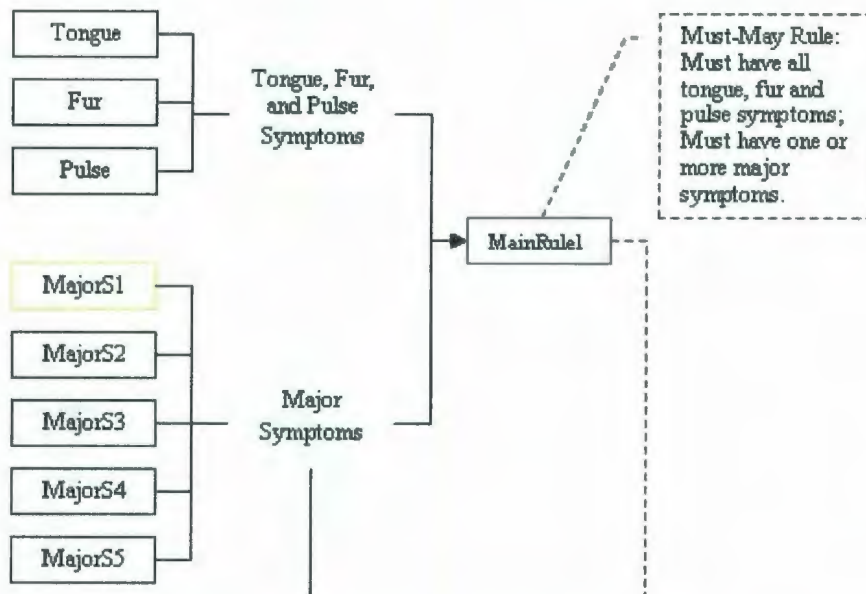 Tongue
Fur
Pulse
Tongue, Fur,
and Pulse
Symptoms
Must-May Rule:
Must have all
tongue, fur and
pulse symptoms;
Must have one or
more major
symptoms.
MainRule1
MajorS1
MajorS2
MajorS3
MajorS4
MajorS5
Major
Symptoms